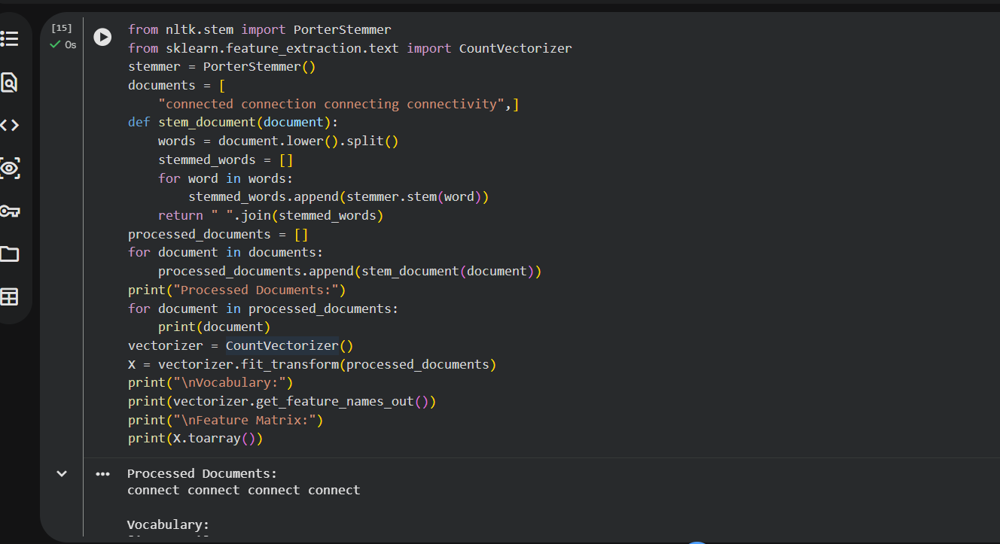 [15]
0s
from nltk.stem import PorterStemmer
from sklearn.feature_extraction.text import CountVectorizer
stemmer = PorterStemmer()
documents = [
    "connected connection connecting connectivity",]
def stem_document(document):
    words = document.lower().split()
    stemmed_words = []
    for word in words:
        stemmed_words.append(stemmer.stem(word))
    return " ".join(stemmed_words)
processed_documents = []
for document in documents:
    processed_documents.append(stem_document(document))
print("Processed Documents:")
for document in processed_documents:
    print(document)
vectorizer = CountVectorizer()
X = vectorizer.fit_transform(processed_documents)
print("\nVocabulary:")
print(vectorizer.get_feature_names_out())
print("\nFeature Matrix:")
print(X.toarray())
Processed Documents:
connect connect connect connect
Vocabulary: